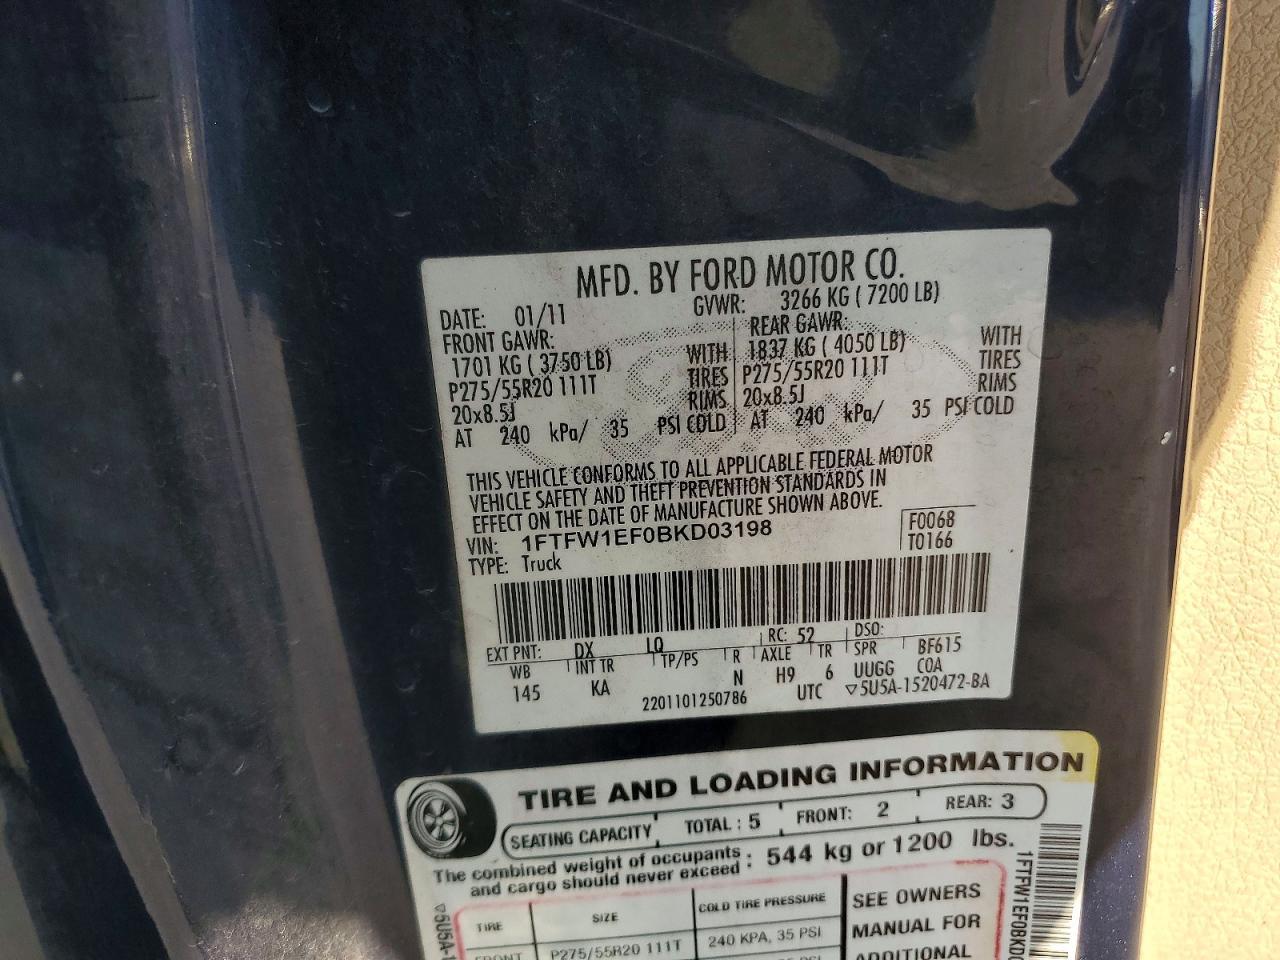 MFD. BY FORD MOTOR CO.
DATE: 01/11 GVWR: 3266 KG ( 7200 LB)
FRONT GAWR: REAR GAWR:
1701 KG ( 3750 LB) WITH 1837 KG ( 4050 LB) WITH
P275/55R20 111T TIRES P275/55R20 111T TIRES
20x8.5J RIMS 20x8.5J RIMS
AT 240 kPa/ 35 PSI COLD AT 240 kPa/ 35 PSI COLD
THIS VEHICLE CONFORMS TO ALL APPLICABLE FEDERAL MOTOR
VEHICLE SAFETY AND THEFT PREVENTION STANDARDS IN
EFFECT ON THE DATE OF MANUFACTURE SHOWN ABOVE.
VIN: 1FTFW1EF0BKD03198 F0068
TYPE: Truck T0166
EXT PNT: DX LQ RC: 52 DSO:
WB INT TR TP/PS R AXLE TR SPR BF615
145 KA N H9 6 UUGG COA
2201101250786 UTC ▽5U5A-1520472-BA
TIRE AND LOADING INFORMATION
SEATING CAPACITY TOTAL : 5 FRONT: 2 REAR: 3
The combined weight of occupants : 544 kg or 1200 lbs.
and cargo should never exceed
TIRE SIZE COLD TIRE PRESSURE SEE OWNERS
MANUAL FOR
FRONT P275/55R20 111T 240 KPA, 35 PSI ADDITIONAL
▽5U5A-1
1FTFW1EF0BKD0